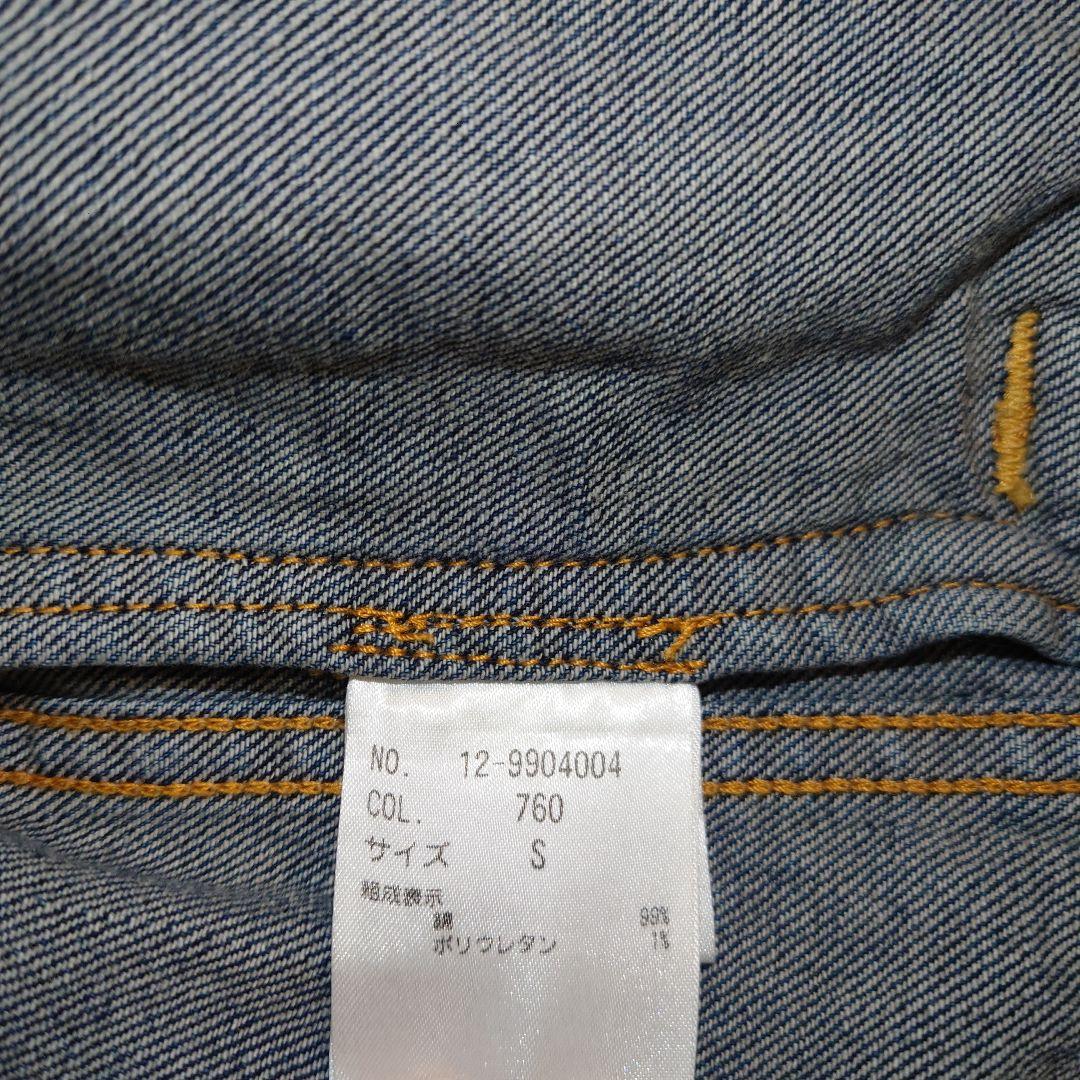 NO. 12-9904004
COL. 760
サイズ S
組成表示
綿 99%
ポリウレタン 1%